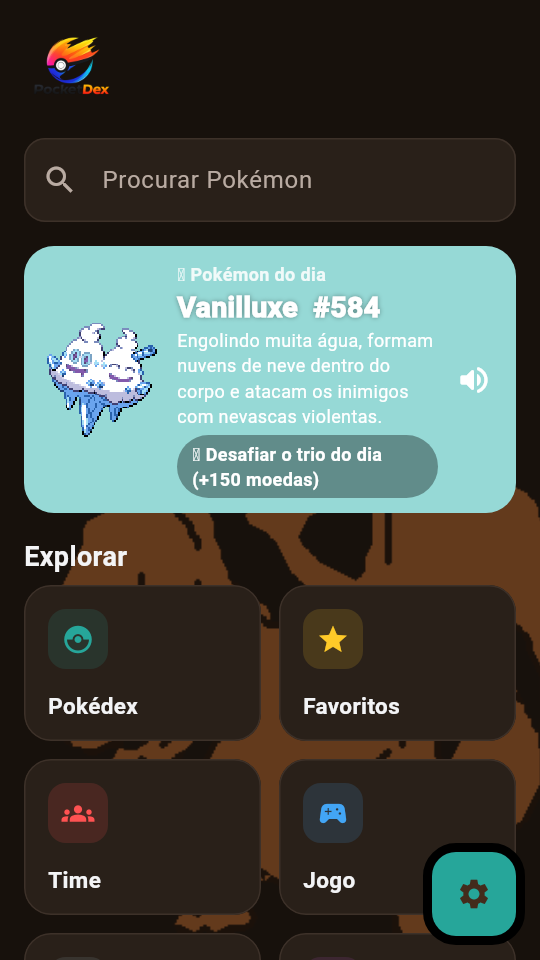 PocketDex
Procurar Pokémon
Pokémon do dia
Vanilluxe #584
Engolindo muita água, formam
nuvens de neve dentro do
corpo e atacam os inimigos
com nevascas violentas.
Desafiar o trio do dia
(+150 moedas)
Explorar
Pokédex
Favoritos
Time
Jogo